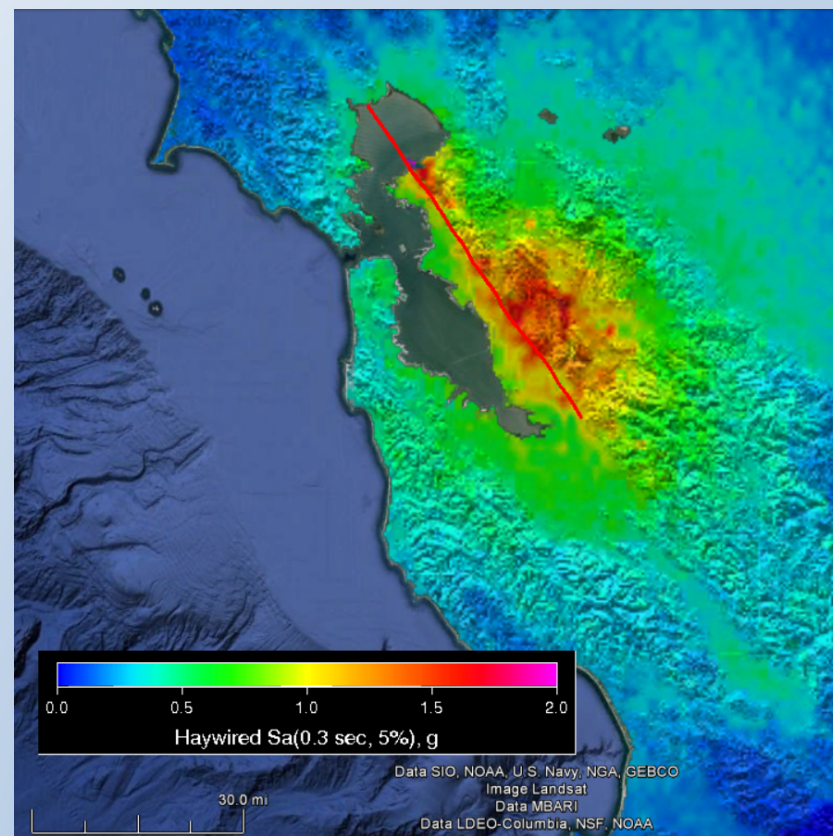 0.0 0.5 1.0 1.5 2.0
Haywired Sa(0.3 sec, 5%), g
Data SIO, NOAA, U.S. Navy, NGA, GEBCO
Image Landsat
Data MBARI
Data LDEO-Columbia, NSF, NOAA
30.0 mi